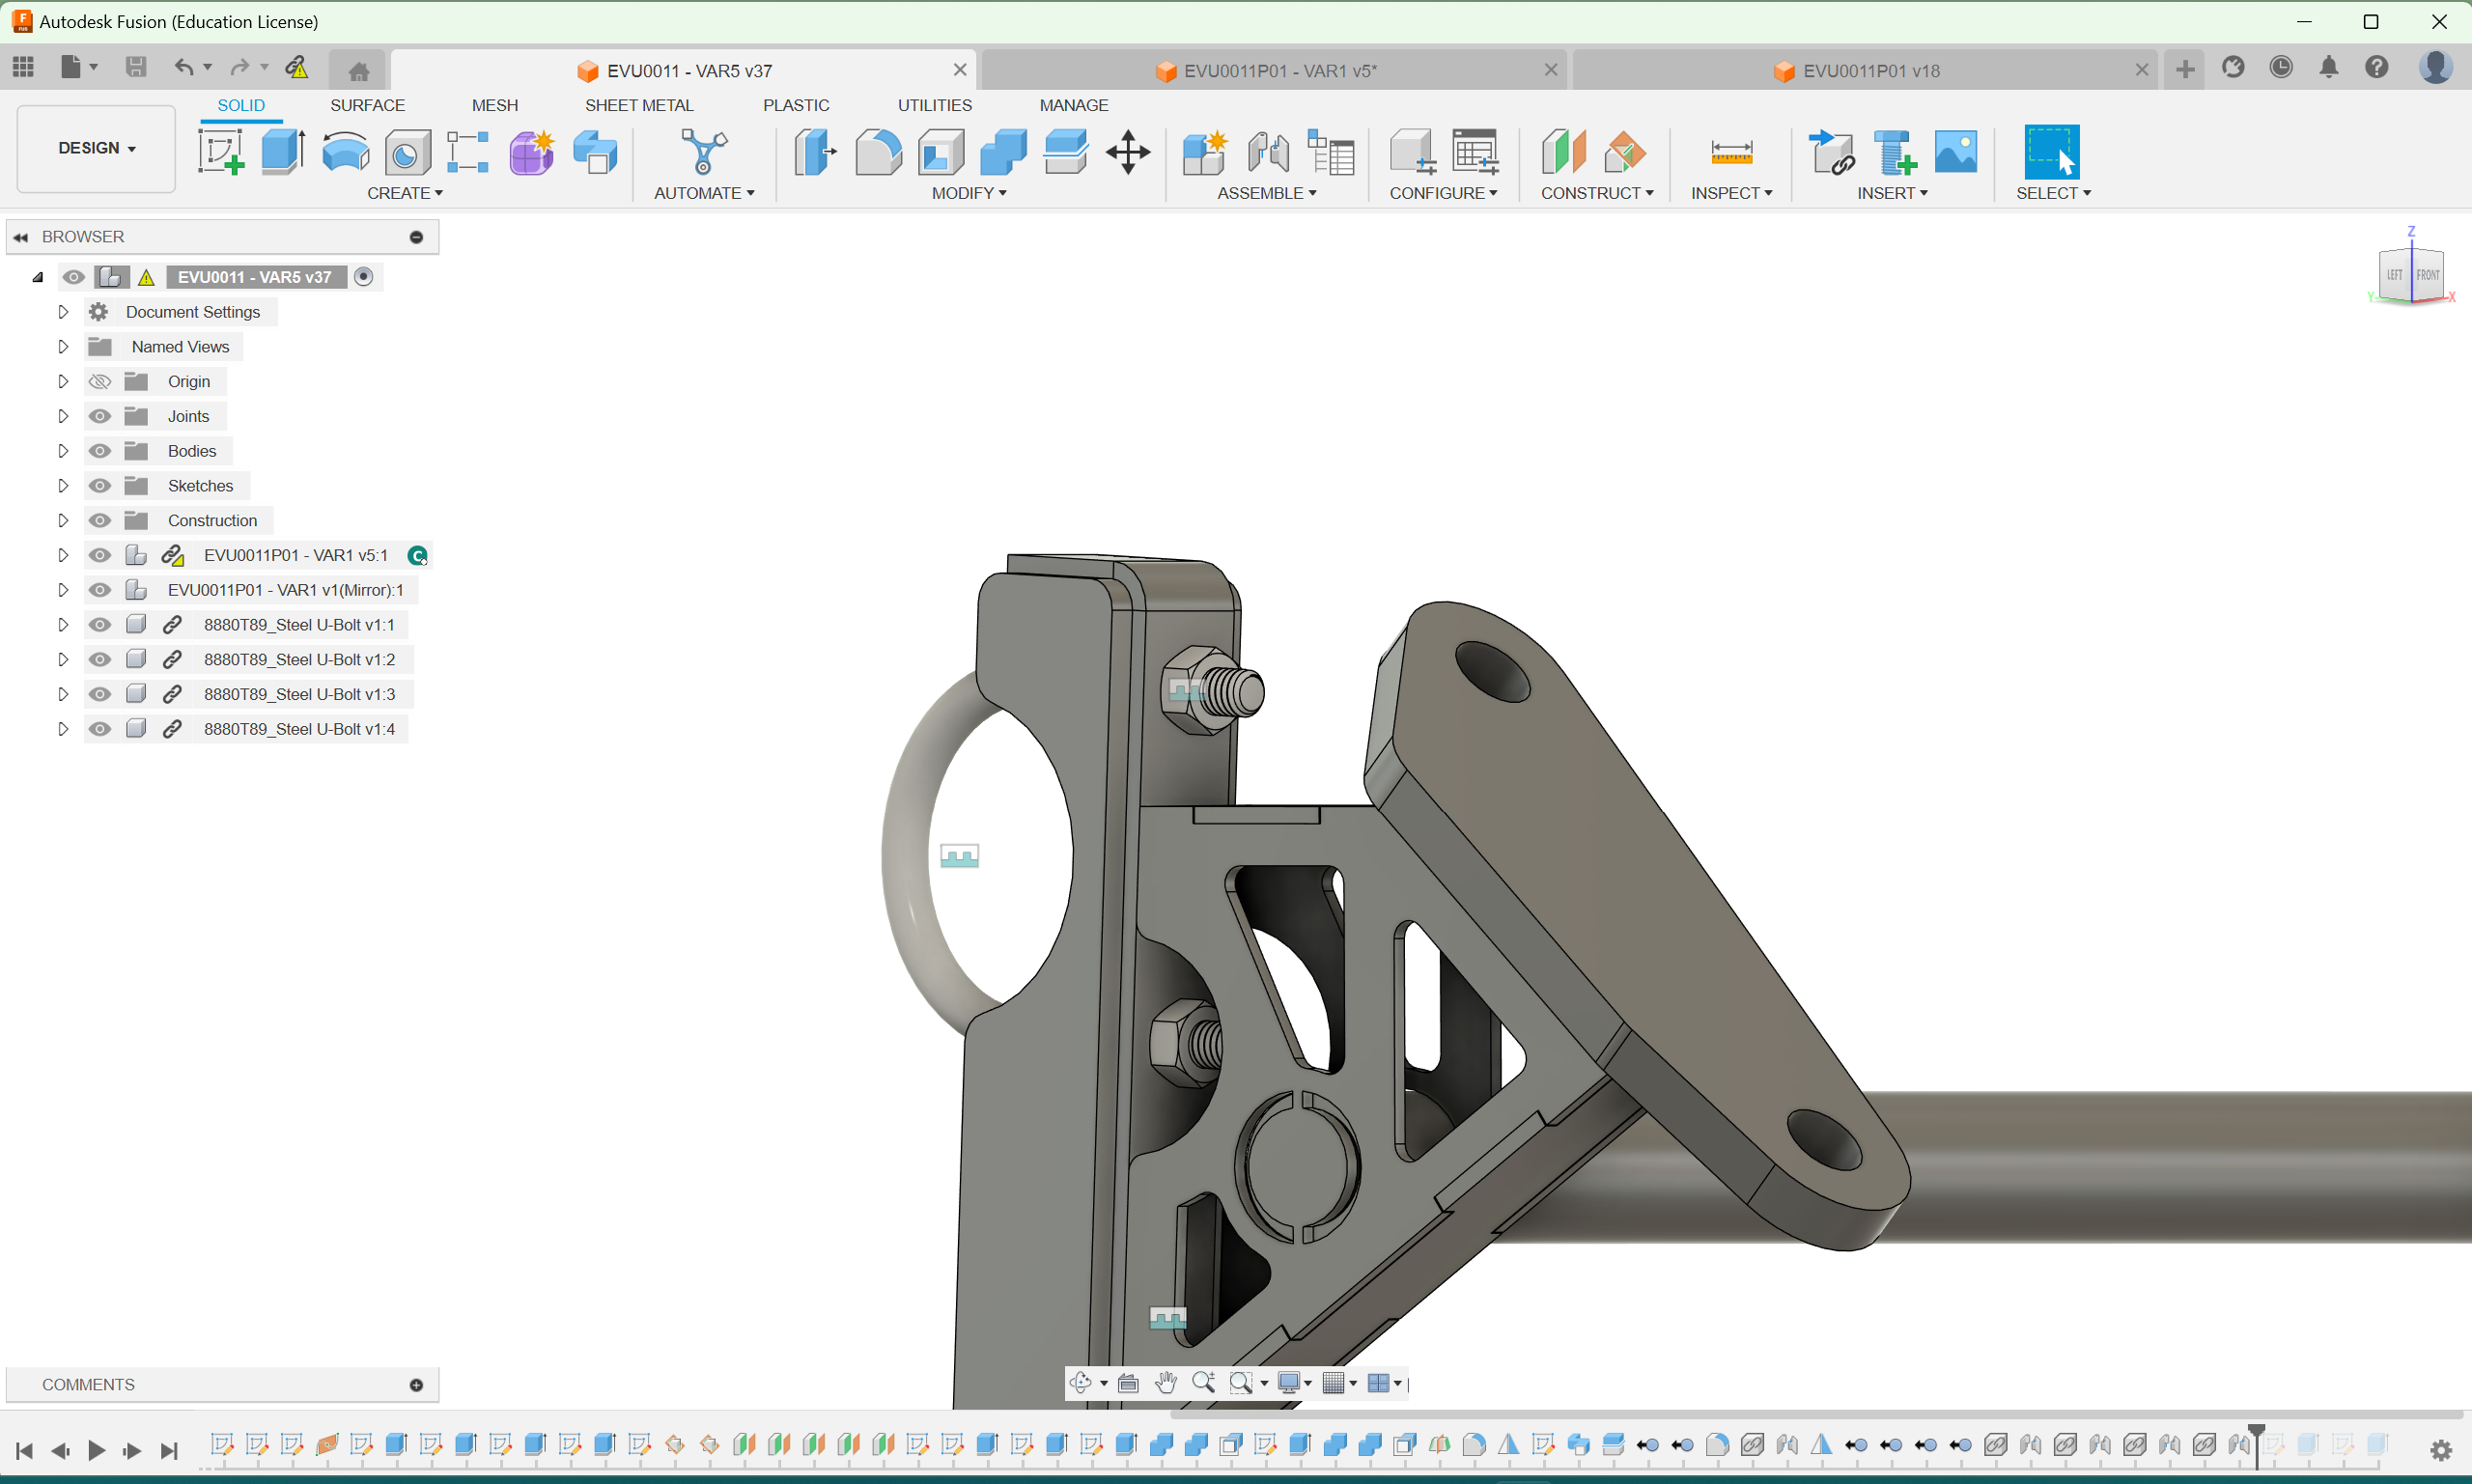 Autodesk Fusion (Education License)
EVU0011 - VAR5 v37
EVU0011P01 - VAR1 v5*
EVU0011P01 v18
SOLID SURFACE MESH SHEET METAL PLASTIC UTILITIES MANAGE
DESIGN
CREATE AUTOMATE MODIFY ASSEMBLE CONFIGURE CONSTRUCT INSPECT INSERT SELECT
BROWSER
EVU0011 - VAR5 v37
Document Settings
Named Views
Origin
Joints
Bodies
Sketches
Construction
EVU0011P01 - VAR1 v5:1
EVU0011P01 - VAR1 v1(Mirror):1
8880T89_Steel U-Bolt v1:1
8880T89_Steel U-Bolt v1:2
8880T89_Steel U-Bolt v1:3
8880T89_Steel U-Bolt v1:4
Z
LEFT FRONT
Y X
COMMENTS